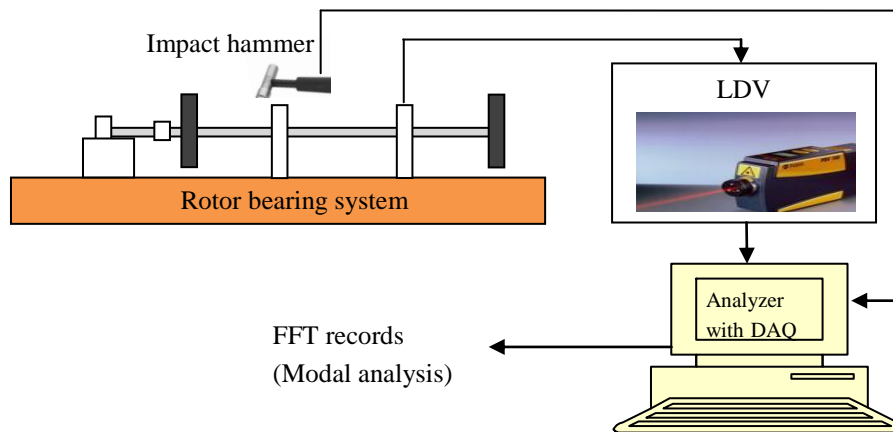 Impact hammer
LDV
Rotor bearing system
Analyzer
with DAQ
FFT records
(Modal analysis)